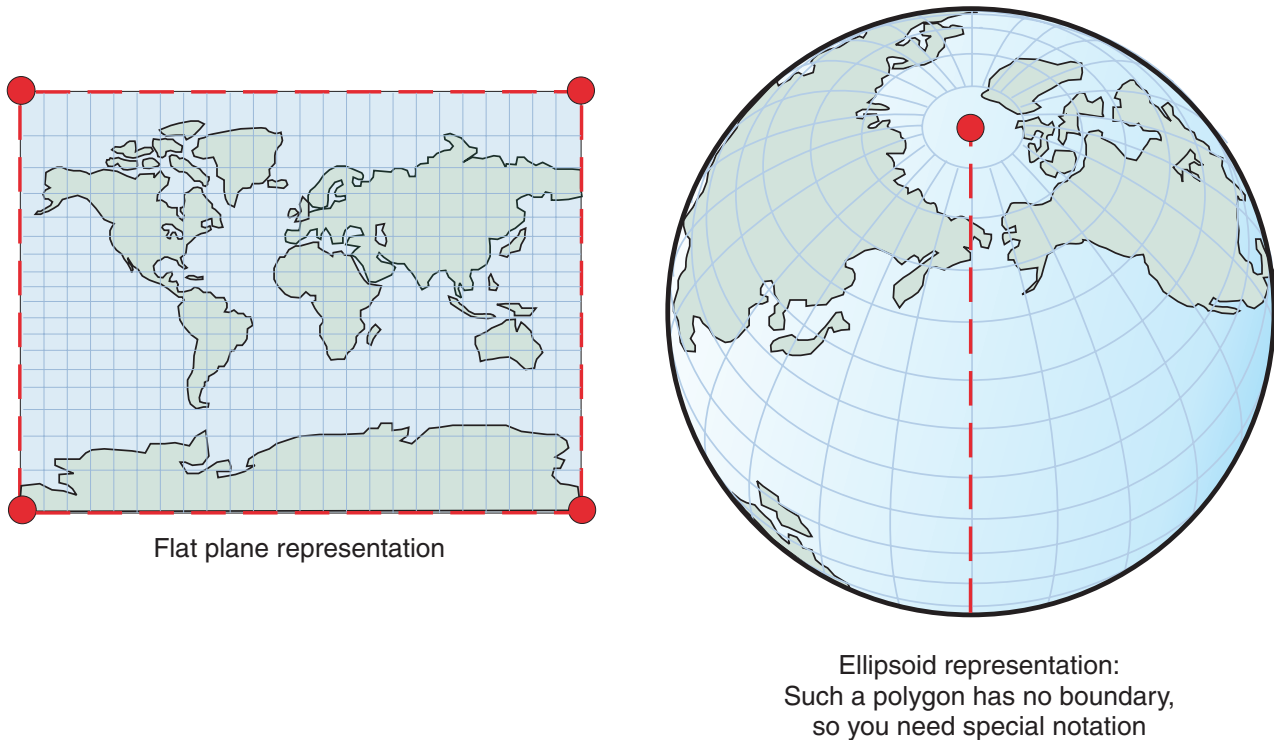 Flat plane representation
Ellipsoid representation:
Such a polygon has no boundary,
so you need special notation